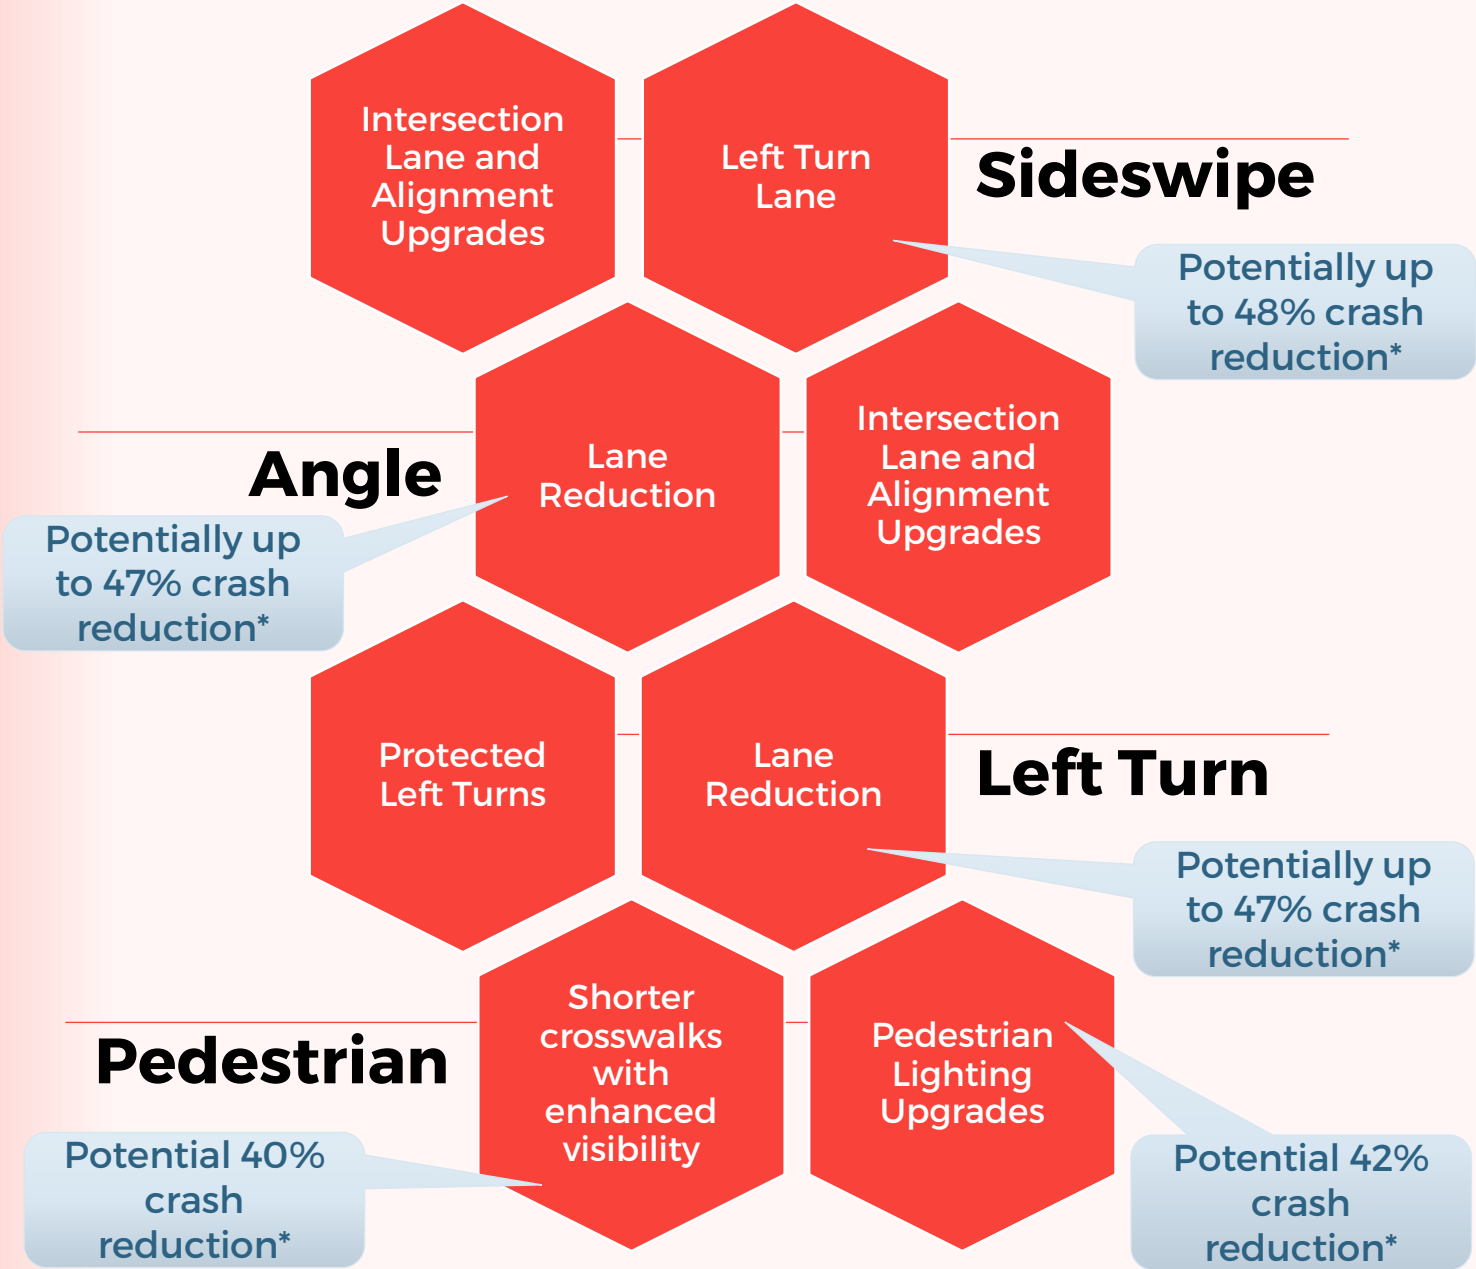 Intersection
Lane and
Alignment
Upgrades
Left Turn
Lane
Sideswipe
Potentially up
to 48% crash
reduction*
Angle
Potentially up
to 47% crash
reduction*
Lane
Reduction
Intersection
Lane and
Alignment
Upgrades
Protected
Left Turns
Lane
Reduction
Left Turn
Potentially up
to 47% crash
reduction*
Pedestrian
Potential 40%
crash
reduction*
Shorter
crosswalks
with
enhanced
visibility
Pedestrian
Lighting
Upgrades
Potential 42%
crash
reduction*